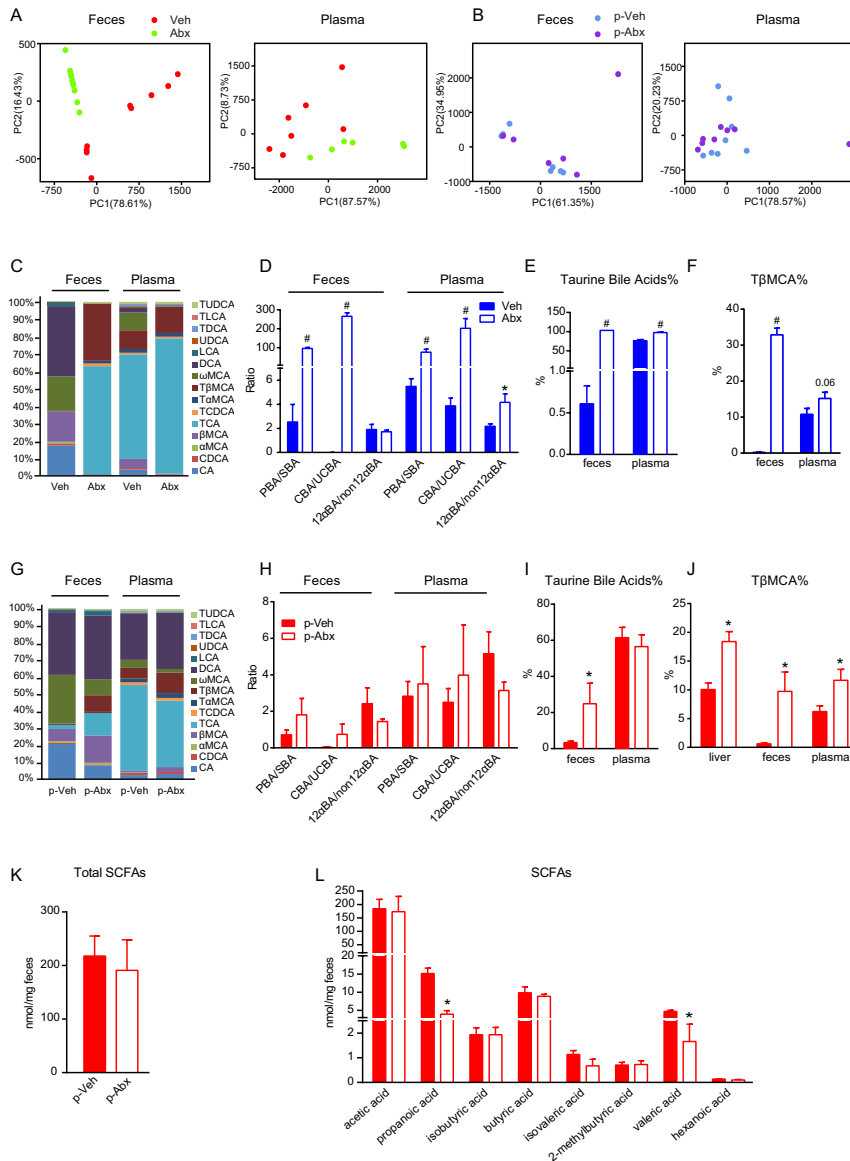 A
Feces
Veh
Abx
Plasma
500
0
-500
PC2(16.43%)
-750
0
750
1500
PC1(78.61%)
2250
1500
750
0
-750
PC2(8.73%)
-2000
0
2000
PC1(87.57%)
B
Feces
p-Veh
p-Abx
Plasma
2000
1000
0
-1000
PC2(34.95%)
-1500
0
1500
3000
PC1(61.35%)
1500
750
0
-750
PC2(20.23%)
-1000
0
1000
2000
3000
PC1(78.57%)
C
Feces
Plasma
100%
90%
80%
70%
60%
50%
40%
30%
20%
10%
0%
Veh
Abx
Veh
Abx
TUDCA
TLCA
TDCA
UDCA
LCA
DCA
ωMCA
TβMCA
TαMCA
TCDCA
TCA
βMCA
αMCA
CDCA
CA
D
Feces
Plasma
Ratio
300
200
100
0
6
4
2
0
#
#
#
#
*
PBA/SBA
CBA/UCBA
12αBA/non12αBA
PBA/SBA
CBA/UCBA
12αBA/non12αBA
Veh
Abx
E
Taurine Bile Acids%
%
150
100
50
1.0
0.5
0.0
#
#
feces
plasma
F
TβMCA%
%
40
30
20
10
0
#
0.06
feces
plasma
G
Feces
Plasma
100%
90%
80%
70%
60%
50%
40%
30%
20%
10%
0%
p-Veh
p-Abx
p-Veh
p-Abx
TUDCA
TLCA
TDCA
UDCA
LCA
DCA
ωMCA
TβMCA
TαMCA
TCDCA
TCA
βMCA
αMCA
CDCA
CA
H
Feces
Plasma
p-Veh
p-Abx
Ratio
8
6
4
2
0
PBA/SBA
CBA/UCBA
12αBA/non12αBA
PBA/SBA
CBA/UCBA
12αBA/non12αBA
I
Taurine Bile Acids%
%
80
60
40
20
0
*
feces
plasma
J
TβMCA%
%
25
20
15
10
5
0
*
*
*
liver
feces
plasma
K
Total SCFAs
nmol/mg feces
300
200
100
0
p-Veh
p-Abx
L
SCFAs
nmol/mg feces
250
200
150
100
50
20
15
10
5
2
1
0
*
*
acetic acid
propanoic acid
isobutyric acid
butyric acid
isovaleric acid
2-methylbutyric acid
valeric acid
hexanoic acid